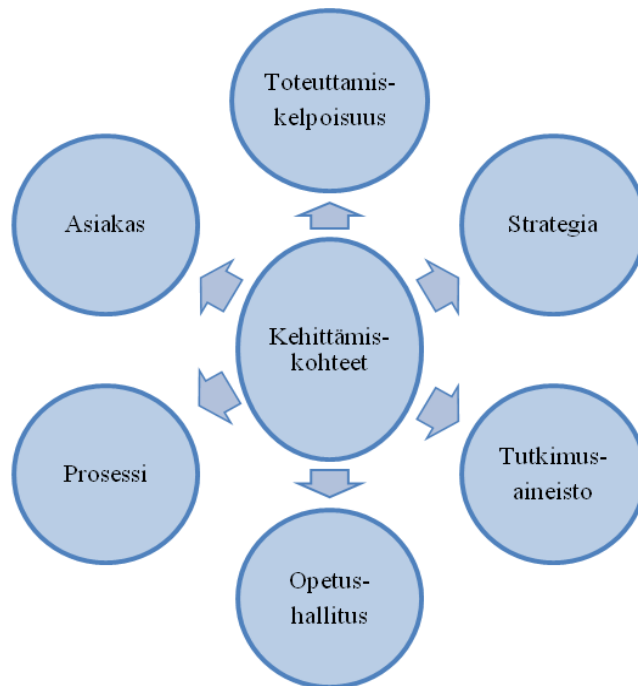 Toteuttamis-
kelpoisuus
Asiakas
Strategia
Kehittämis-
kohteet
Prosessi
Tutkimus-
aineisto
Opetus-
hallitus